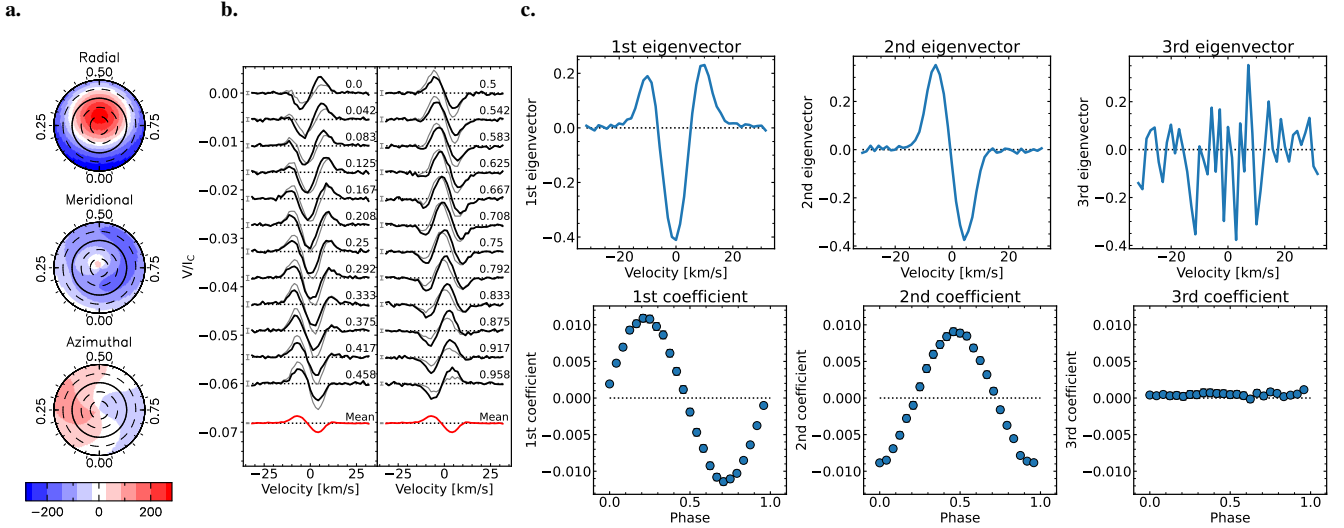 a.
b.
c.
Radial
0.50
0.25
0.75
0.00
Meridional
0.50
0.25
0.75
0.00
Azimuthal
0.50
0.25
0.75
0.00
−200 0 200
V/I_C
0.00
−0.01
−0.02
−0.03
−0.04
−0.05
−0.06
−0.07
0.0
0.042
0.083
0.125
0.167
0.208
0.25
0.292
0.333
0.375
0.417
0.458
Mean
−25 0 25
Velocity [km/s]
0.5
0.542
0.583
0.625
0.667
0.708
0.75
0.792
0.833
0.875
0.917
0.958
Mean
−25 0 25
Velocity [km/s]
1st eigenvector
1st eigenvector
0.2
0.0
−0.2
−0.4
−20 0 20
Velocity [km/s]
2nd eigenvector
2nd eigenvector
0.2
0.0
−0.2
−0.4
−20 0 20
Velocity [km/s]
3rd eigenvector
3rd eigenvector
0.2
0.0
−0.2
−0.4
−20 0 20
Velocity [km/s]
1st coefficient
1st coefficient
0.010
0.005
0.000
−0.005
−0.010
0.0 0.5 1.0
Phase
2nd coefficient
2nd coefficient
0.010
0.005
0.000
−0.005
−0.010
0.0 0.5 1.0
Phase
3rd coefficient
3rd coefficient
0.010
0.005
0.000
−0.005
−0.010
0.0 0.5 1.0
Phase